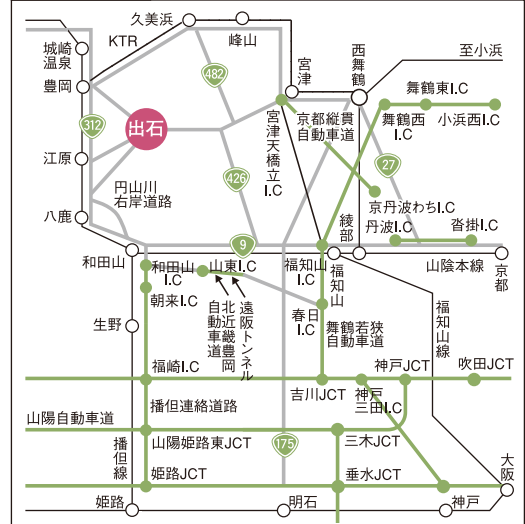 久美浜
峰山
KTR
城崎
温泉
豊岡
宮津
西舞鶴
至小浜
482
312
出石
426
27
9
175
江原
円山川
右岸道路
八鹿
宮津天橋立
I.C
京都縦貫
自動車道
舞鶴東I.C
舞鶴西
I.C
小浜西I.C
京丹波わちI.C
丹波I.C
沓掛I.C
綾部
和田山
和田山
I.C
山東I.C
福知山
I.C
福知山
山陰本線
京都
朝来I.C
北近畿豊岡
自動車道
遠阪トンネル
春日
I.C
舞鶴若狭
自動車道
福知山線
生野
福崎I.C
吉川JCT
神戸
三田I.C
神戸JCT
吹田JCT
播但連絡道路
山陽自動車道
山陽姫路東JCT
三木JCT
播但線
姫路JCT
垂水JCT
大阪
姫路
明石
神戸